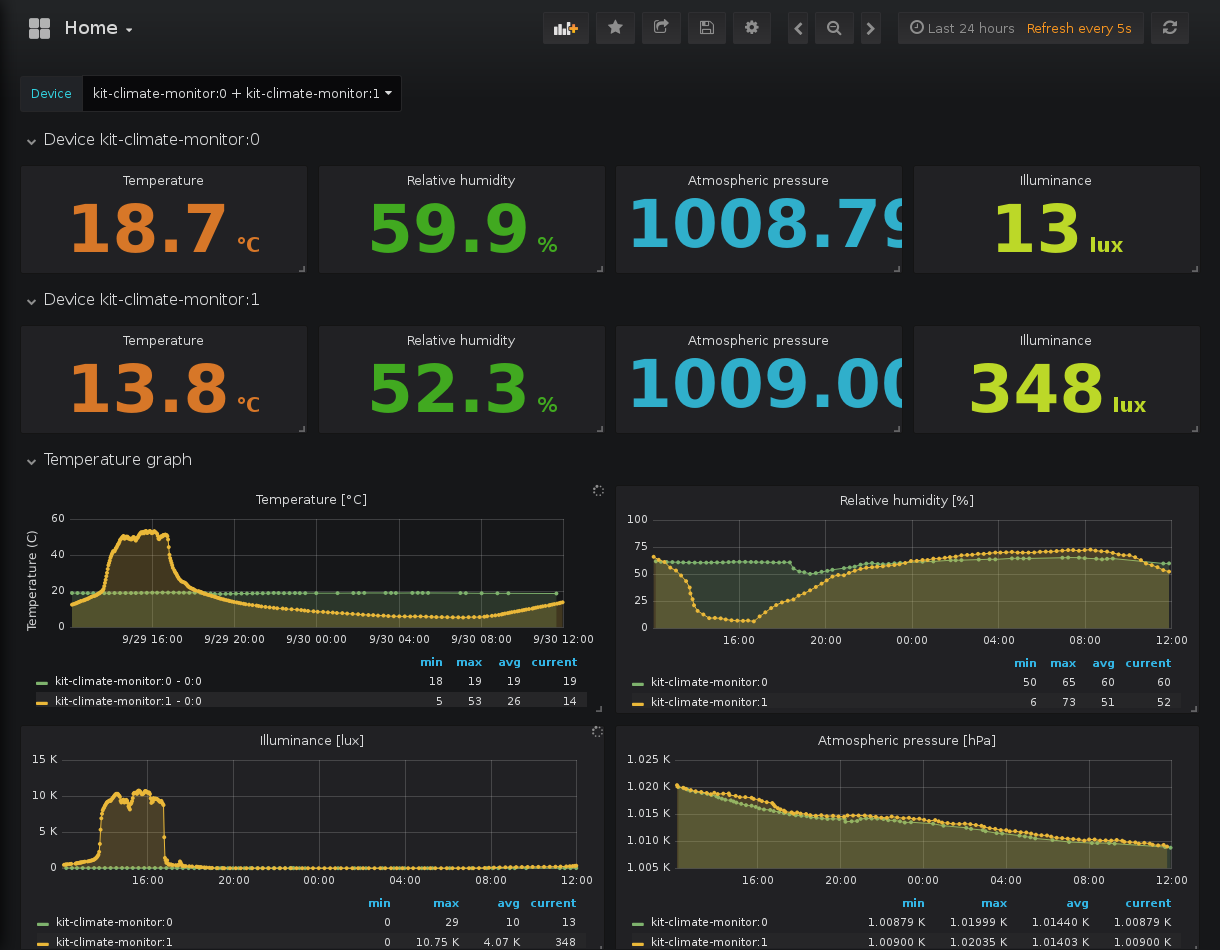 Home
Last 24 hours Refresh every 5s
Device kit-climate-monitor:0 + kit-climate-monitor:1
Device kit-climate-monitor:0
Temperature Relative humidity Atmospheric pressure Illuminance
18.7 °C 59.9 % 1008.79 13 lux
Device kit-climate-monitor:1
Temperature Relative humidity Atmospheric pressure Illuminance
13.8 °C 52.3 % 1009.00 348 lux
Temperature graph
Temperature [°C]
Temperature (C)
60
40
20
0
9/29 16:00 9/29 20:00 9/30 00:00 9/30 04:00 9/30 08:00 9/30 12:00
min max avg current
kit-climate-monitor:0 - 0:0 18 19 19 19
kit-climate-monitor:1 - 0:0 5 53 26 14
Relative humidity [%]
100
75
50
25
0
16:00 20:00 00:00 04:00 08:00 12:00
min max avg current
kit-climate-monitor:0 50 65 60 60
kit-climate-monitor:1 6 73 51 52
Illuminance [lux]
15 K
10 K
5 K
0
16:00 20:00 00:00 04:00 08:00 12:00
min max avg current
kit-climate-monitor:0 0 29 10 13
kit-climate-monitor:1 0 10.75 K 4.07 K 348
Atmospheric pressure [hPa]
1.025 K
1.020 K
1.015 K
1.010 K
1.005 K
16:00 20:00 00:00 04:00 08:00 12:00
min max avg current
kit-climate-monitor:0 1.00879 K 1.01999 K 1.01440 K 1.00879 K
kit-climate-monitor:1 1.00900 K 1.02035 K 1.01403 K 1.00900 K